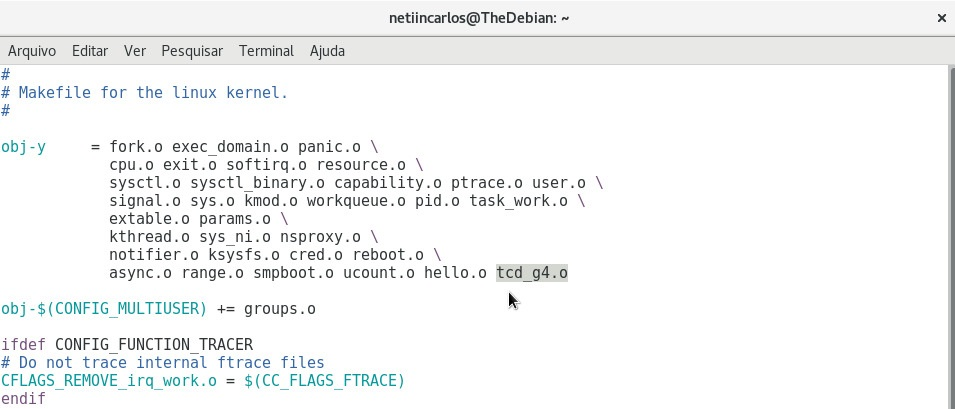 netiincarlos@TheDebian: ~
×
Arquivo Editar Ver Pesquisar Terminal Ajuda
#
# Makefile for the linux kernel.
#
obj-y     = fork.o exec_domain.o panic.o \
            cpu.o exit.o softirq.o resource.o \
            sysctl.o sysctl_binary.o capability.o ptrace.o user.o \
            signal.o sys.o kmod.o workqueue.o pid.o task_work.o \
            extable.o params.o \
            kthread.o sys_ni.o nsproxy.o \
            notifier.o ksysfs.o cred.o reboot.o \
            async.o range.o smpboot.o ucount.o hello.o tcd_g4.o
obj-$(CONFIG_MULTIUSER) += groups.o
ifdef CONFIG_FUNCTION_TRACER
# Do not trace internal ftrace files
CFLAGS_REMOVE_irq_work.o = $(CC_FLAGS_FTRACE)
endif